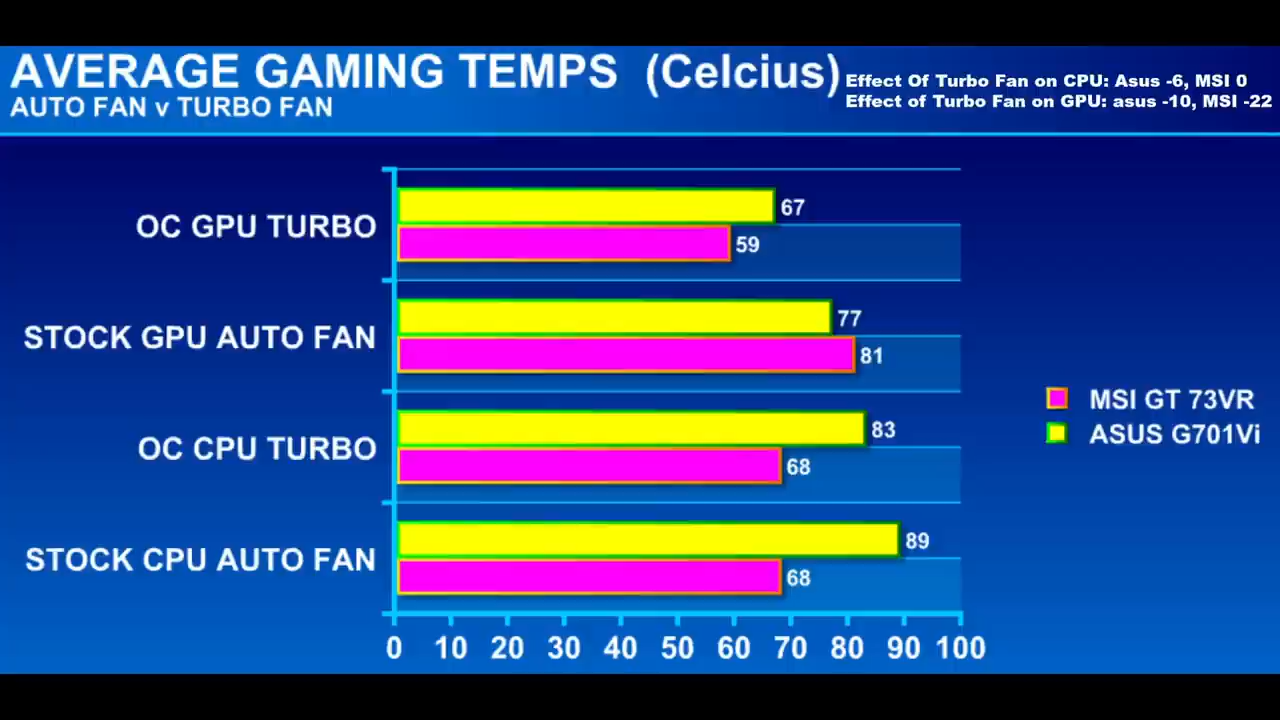 AVERAGE GAMING TEMPS (Celcius)
AUTO FAN v TURBO FAN
Effect Of Turbo Fan on CPU: Asus -6, MSI 0
Effect of Turbo Fan on GPU: asus -10, MSI -22
OC GPU TURBO
67
59
STOCK GPU AUTO FAN
77
81
OC CPU TURBO
83
68
STOCK CPU AUTO FAN
89
68
MSI GT 73VR
ASUS G701Vi
0 10 20 30 40 50 60 70 80 90 100